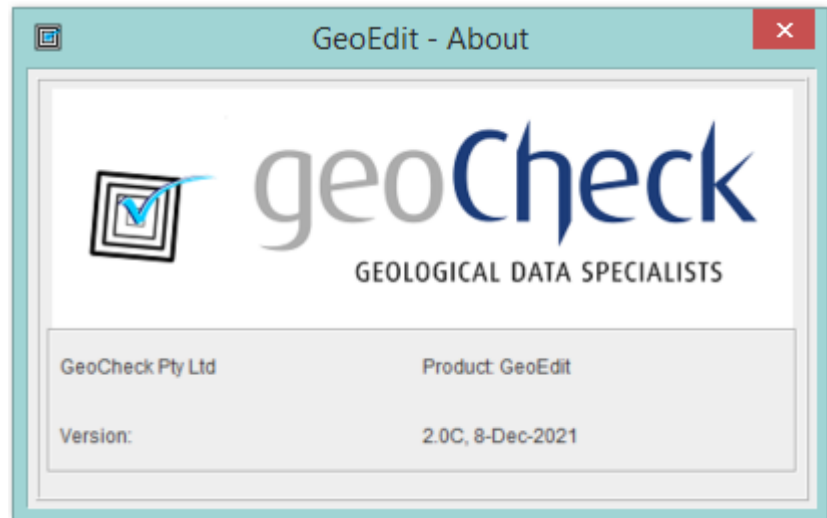 GeoEdit - About
geoCheck
GEOLOGICAL DATA SPECIALISTS
GeoCheck Pty Ltd Product: GeoEdit
Version: 2.0C, 8-Dec-2021